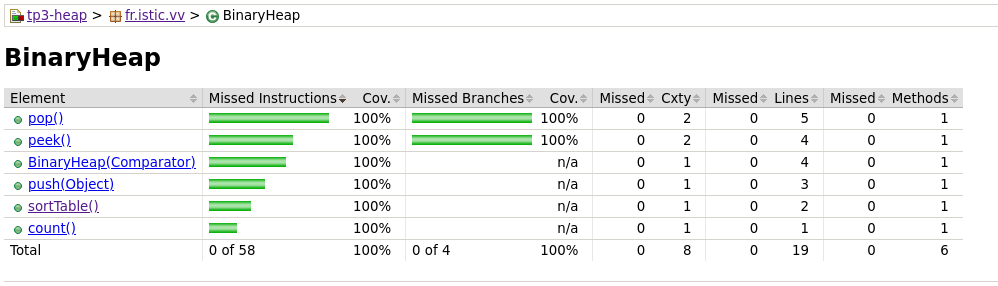 tp3-heap > fr.istic.vv > BinaryHeap
BinaryHeap
Element Missed Instructions Cov. Missed Branches Cov. Missed Cxty Missed Lines Missed Methods
pop() 100% 100% 0 2 0 5 0 1
peek() 100% 100% 0 2 0 4 0 1
BinaryHeap(Comparator) 100% n/a 0 1 0 4 0 1
push(Object) 100% n/a 0 1 0 3 0 1
sortTable() 100% n/a 0 1 0 2 0 1
count() 100% n/a 0 1 0 1 0 1
Total 0 of 58 100% 0 of 4 100% 0 8 0 19 0 6